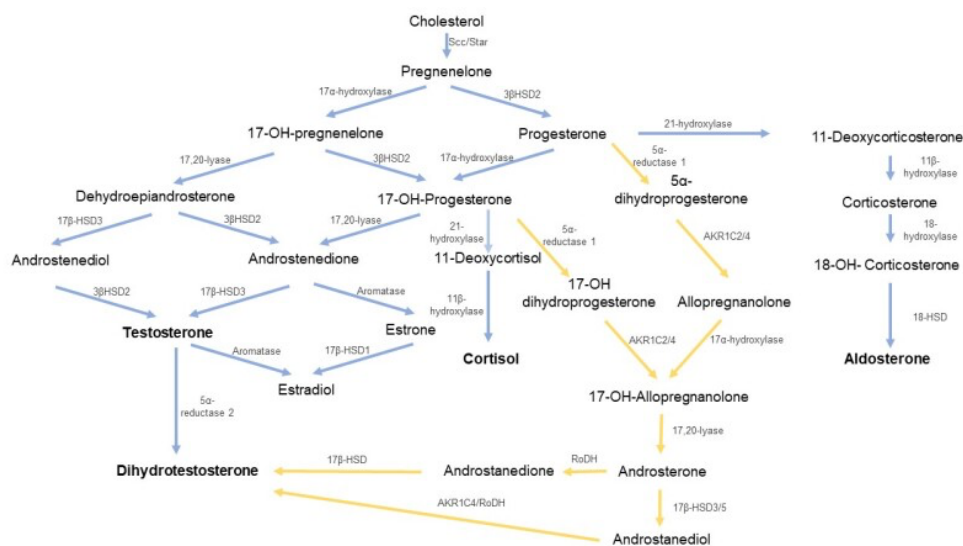 Cholesterol
Scc/Star
Pregnenelone
17α-hydroxylase
3βHSD2
17-OH-pregnenelone
Progesterone
21-hydroxylase
11-Deoxycorticosterone
17,20-lyase
3βHSD2
17α-hydroxylase
5α-
reductase 1
11β-
hydroxylase
Dehydroepiandrosterone
17-OH-Progesterone
5α-
dihydroprogesterone
Corticosterone
17β-HSD3
3βHSD2
17,20-lyase
21-
hydroxylase
5α-
reductase 1
AKR1C2/4
18-
hydroxylase
Androstenediol
Androstenedione
11-Deoxycortisol
18-OH- Corticosterone
3βHSD2
17β-HSD3
Aromatase
11β-
hydroxylase
17-OH
dihydroprogesterone
Allopregnanolone
18-HSD
Testosterone
Estrone
Cortisol
AKR1C2/4
17α-hydroxylase
Aldosterone
Aromatase
17β-HSD1
Estradiol
17-OH-Allopregnanolone
5α-
reductase 2
17,20-lyase
Dihydrotestosterone
17β-HSD
Androstanedione
RoDH
Androsterone
AKR1C4/RoDH
17β-HSD3/5
Androstanediol